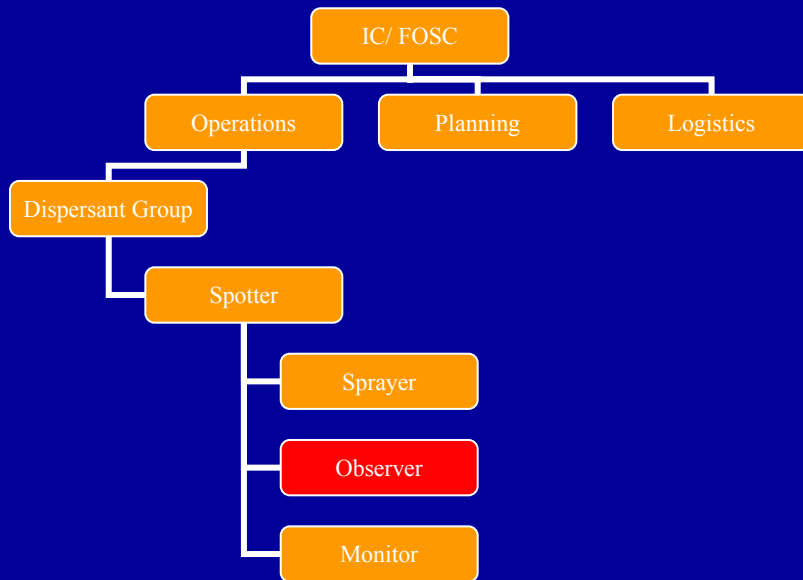 IC/ FOSC
Operations
Planning
Logistics
Dispersant Group
Spotter
Sprayer
Observer
Monitor